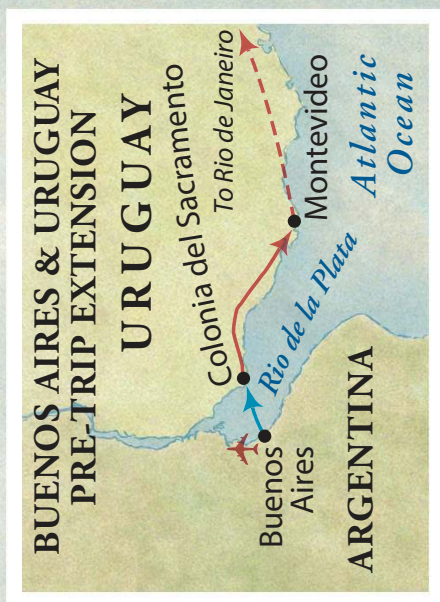 BUENOS AIRES & URUGUAY
PRE-TRIP EXTENSION
URUGUAY
Colonia del Sacramento
To Rio de Janeiro
Montevideo
Atlantic
Ocean
Rio de la Plata
Buenos
Aires
ARGENTINA